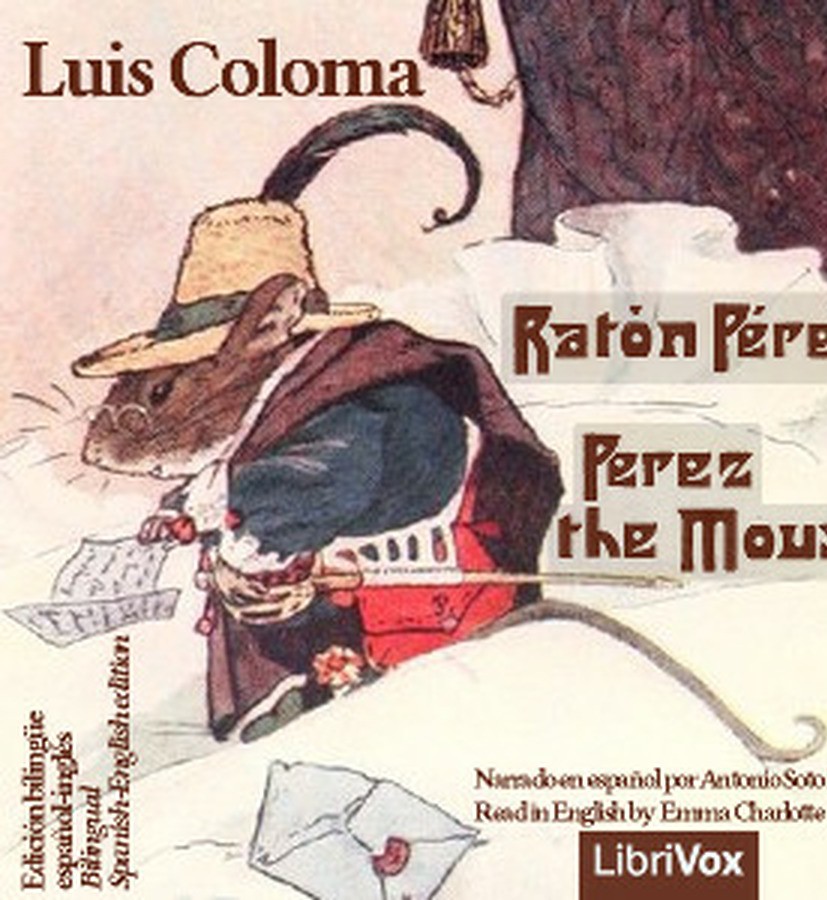 Luis Coloma
Ratón Pére
Perez
the Mous
Edición bilingüe
español-inglés
Bilingual
Spanish-English edition
Narrado en español por Antonio Soto
Read in English by Emma Charlotte
LibriVox